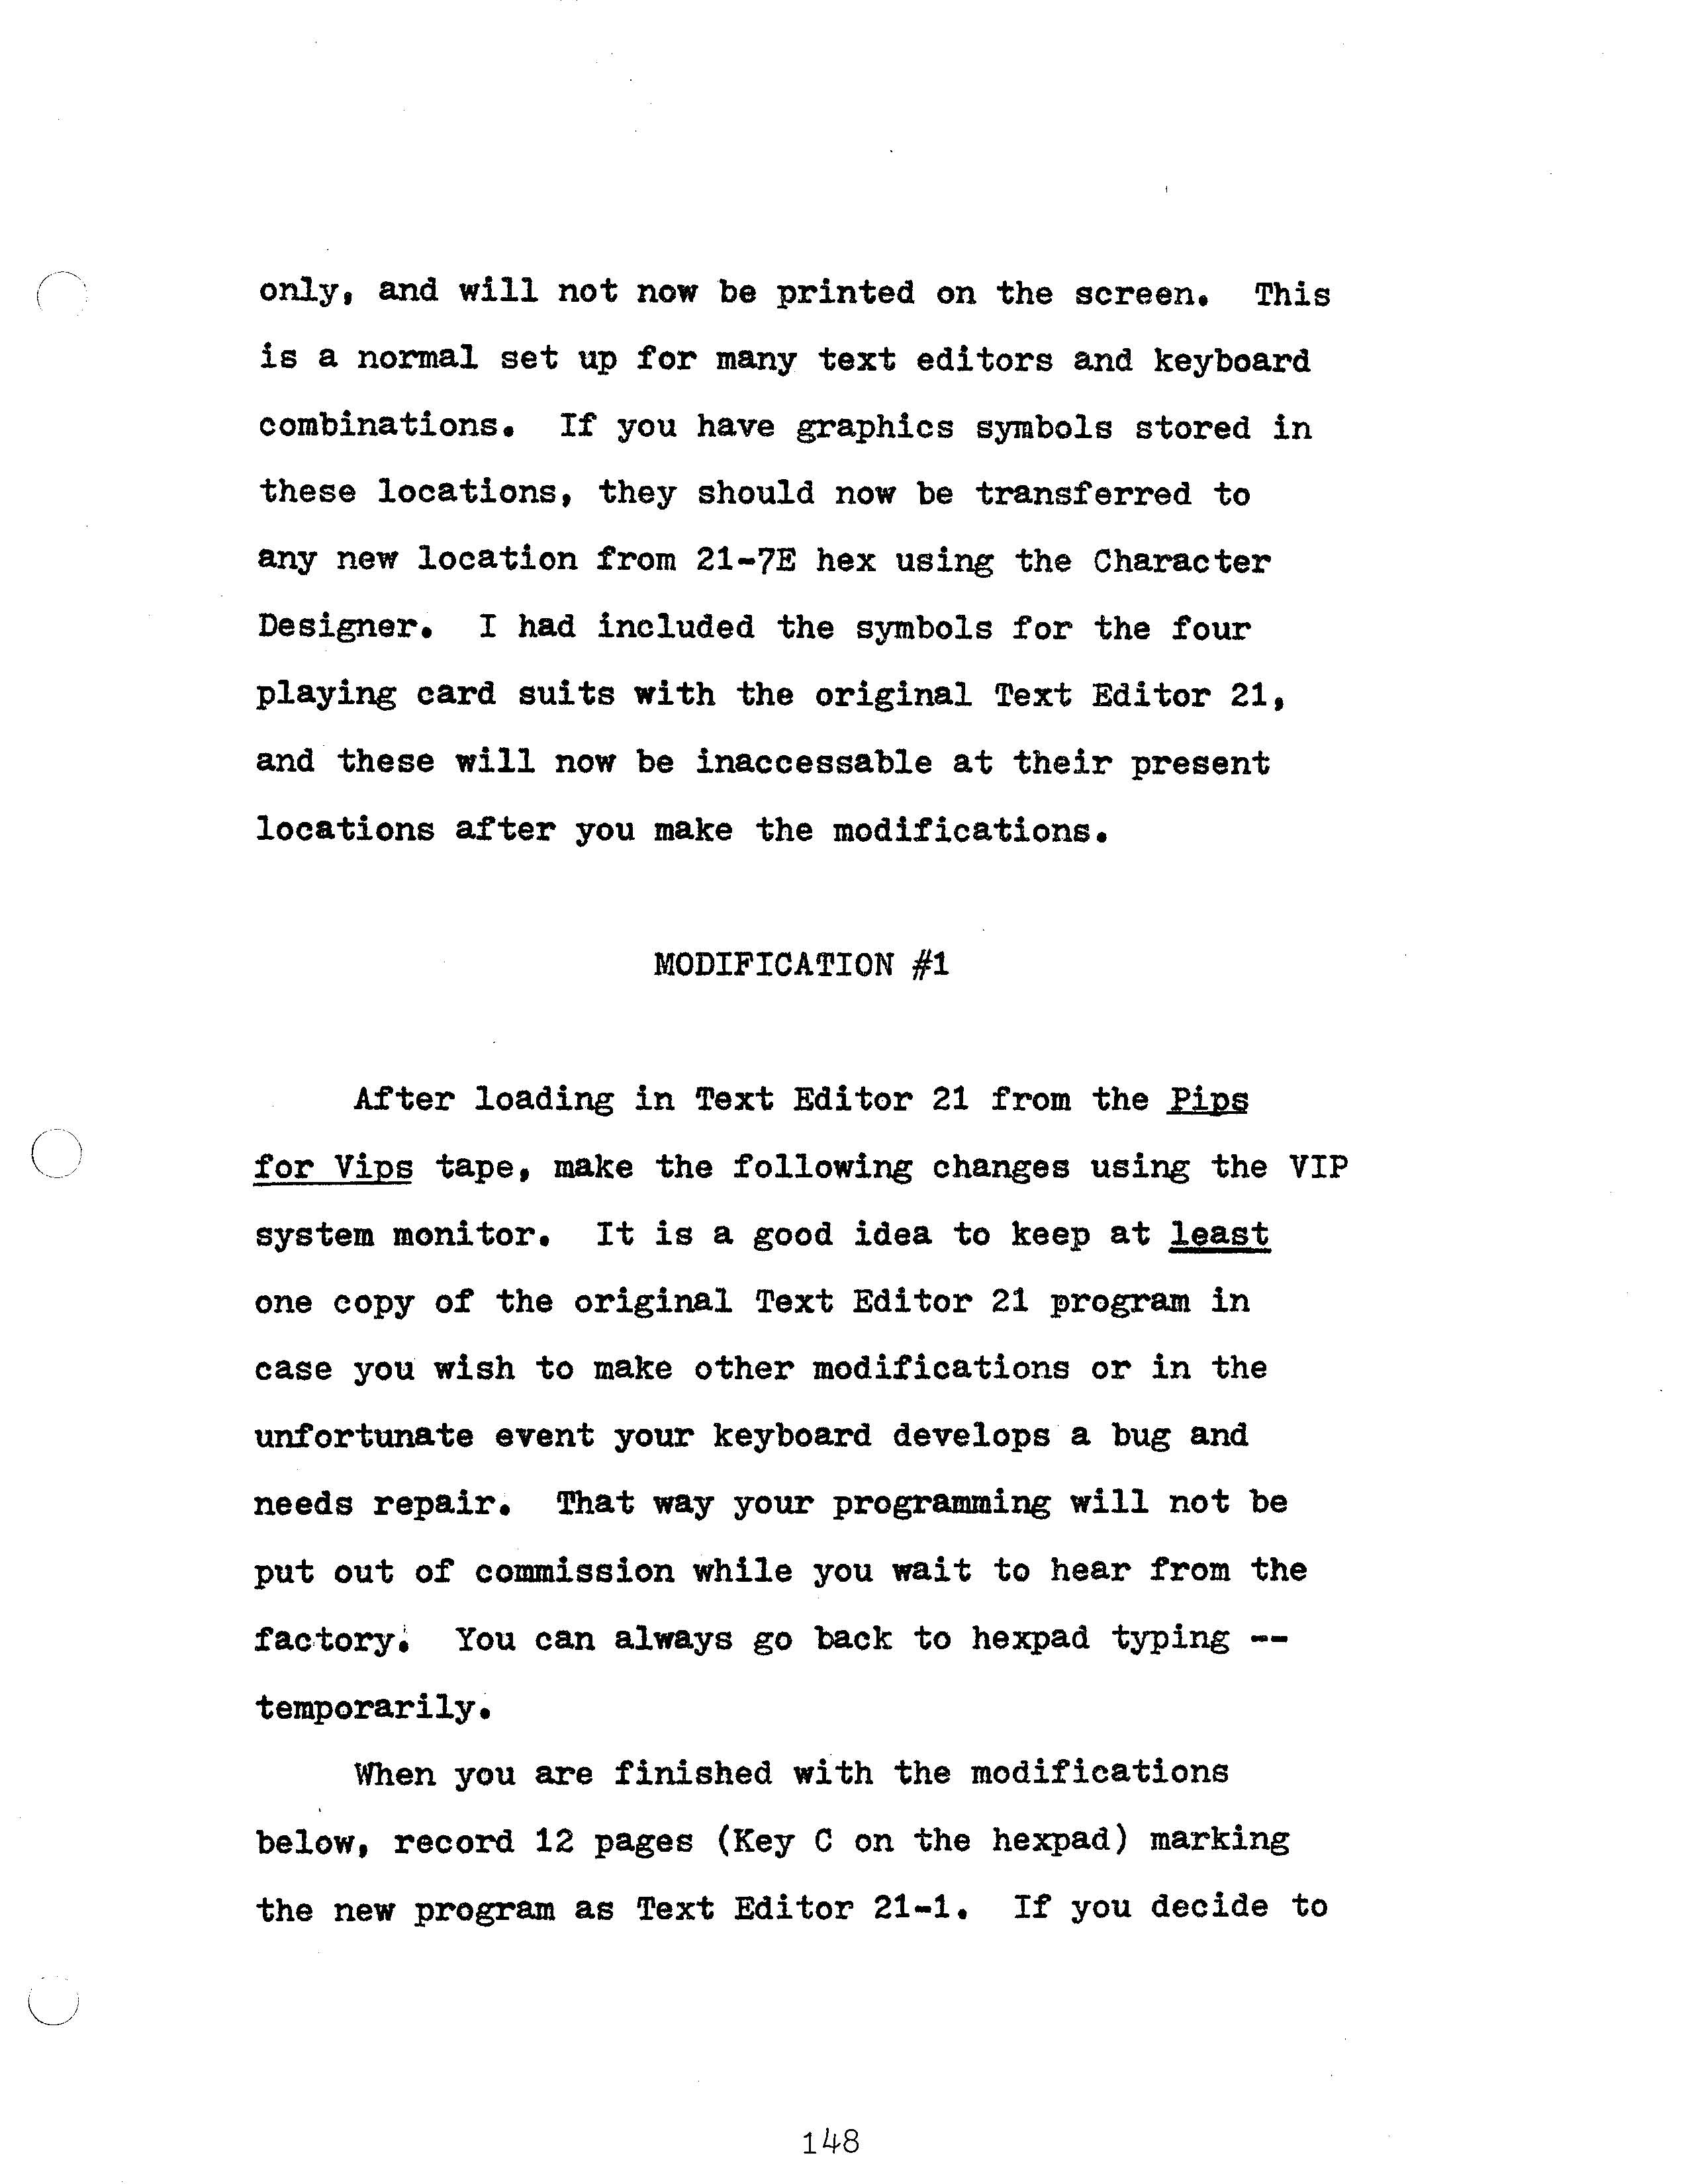 only, and will not now be printed on the screen.  This
is a normal set up for many text editors and keyboard
combinations.  If you have graphics symbols stored in
these locations, they should now be transferred to
any new location from 21-7E hex using the Character
Designer.  I had included the symbols for the four
playing card suits with the original Text Editor 21,
and these will now be inaccessable at their present
locations after you make the modifications.
MODIFICATION #1
After loading in Text Editor 21 from the Pips
for Vips tape, make the following changes using the VIP
system monitor.  It is a good idea to keep at least
one copy of the original Text Editor 21 program in
case you wish to make other modifications or in the
unfortunate event your keyboard develops a bug and
needs repair.  That way your programming will not be
put out of commission while you wait to hear from the
factory.  You can always go back to hexpad typing --
temporarily.
When you are finished with the modifications
below, record 12 pages (Key C on the hexpad) marking
the new program as Text Editor 21-1.  If you decide to
148